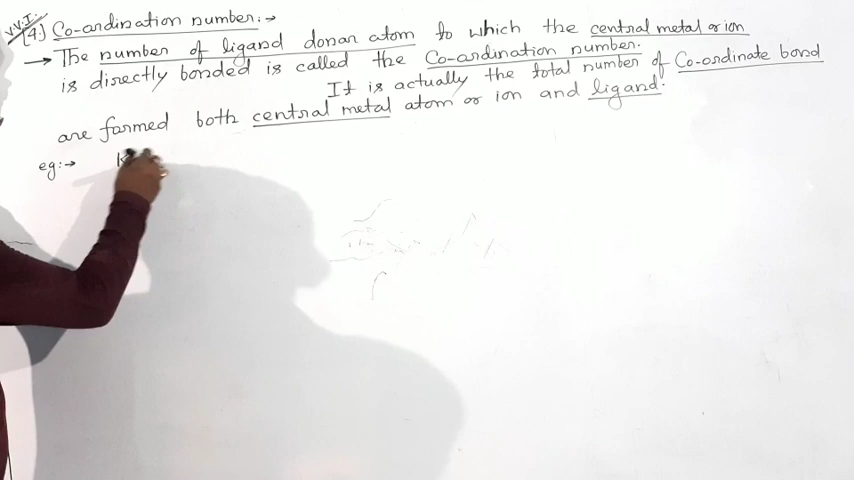 V.V.I.
(4.) Co-ordination number :→
→ The number of ligand donar atom to which the central metal or ion
is directly bonded is called the Co-ordination number.
It is actually the total number of Co-ordinate bond
are formed both central metal atom or ion and ligand.
eg:→ K